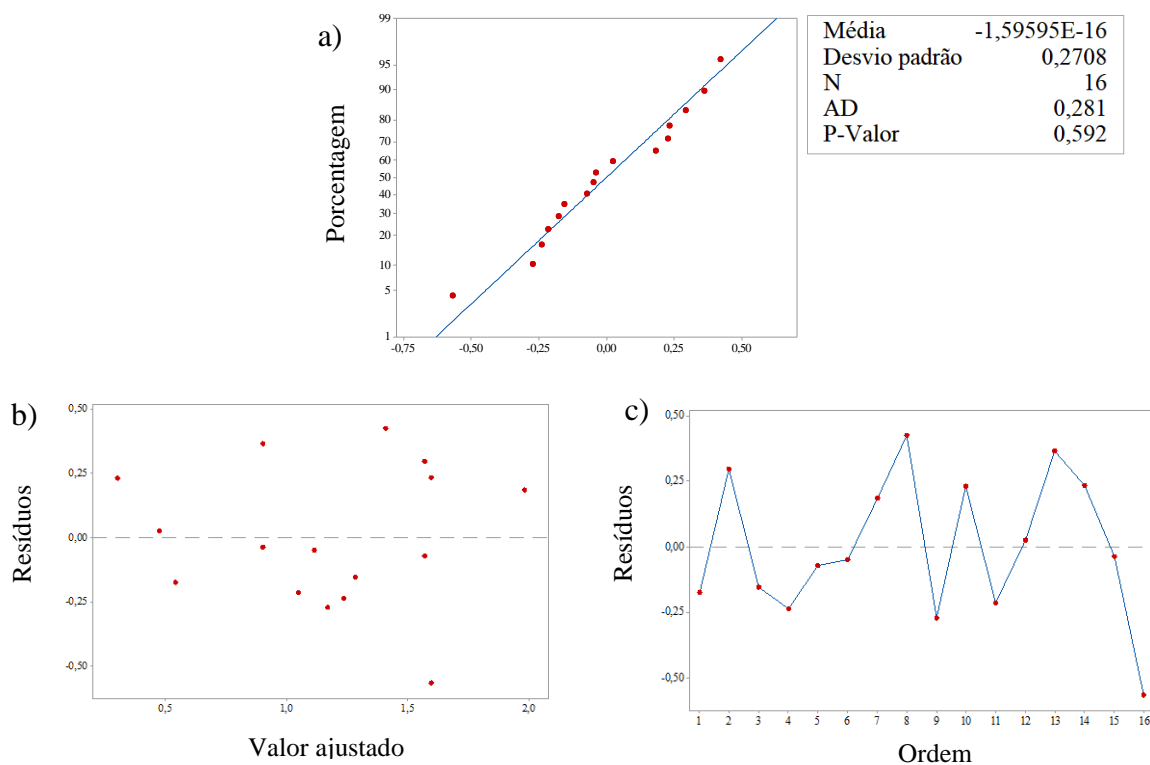 a)
Porcentagem
99
95
90
80
70
60
50
40
30
20
10
5
1
-0,75 -0,50 -0,25 0,00 0,25 0,50
Média -1,59595E-16
Desvio padrão 0,2708
N 16
AD 0,281
P-Valor 0,592
b)
Resíduos
0,50
0,25
0,00
-0,25
-0,50
0,5 1,0 1,5 2,0
Valor ajustado
c)
Resíduos
0,50
0,25
0,00
-0,25
-0,50
1 2 3 4 5 6 7 8 9 10 11 12 13 14 15 16
Ordem